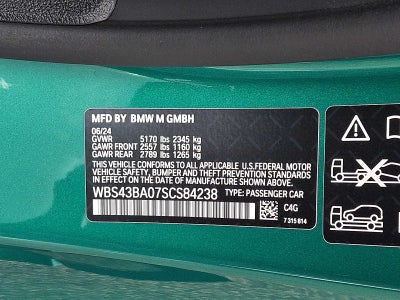 MFD BY BMW M GMBH
06/24
GVWR 5170 lbs 2345 kg
GAWR FRONT 2557 lbs 1160 kg
GAWR REAR 2789 lbs 1265 kg
THIS VEHICLE CONFORMS TO ALL APPLICABLE U.S.FEDERAL MOTOR
VEHICLE SAFETY, BUMPER AND THEFT PREVENTION STANDARDS
IN EFFECT ON THE DATE OF MANUFACTURE SHOWN ABOVE.
WBS43BA07SCS84238 TYPE: PASSENGER CAR
C4G
7 315 814